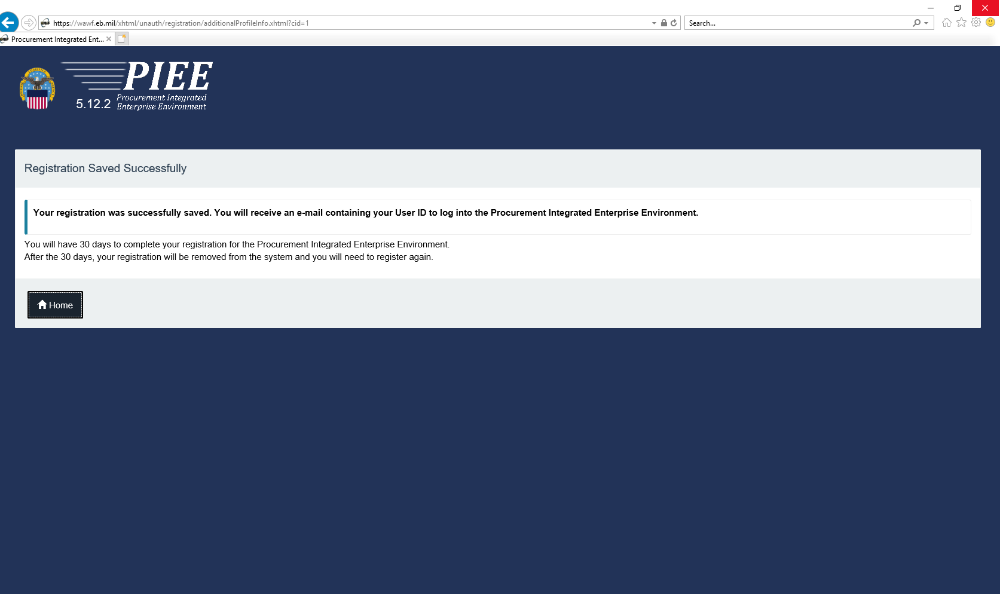 https://wawf.eb.mil/xhtml/unauth/registration/additionalProfileInfo.xhtml?cid=1
Search...
Procurement Integrated Ent...
PIEE
5.12.2
Procurement Integrated
Enterprise Environment
Registration Saved Successfully
Your registration was successfully saved. You will receive an e-mail containing your User ID to log into the Procurement Integrated Enterprise Environment.
You will have 30 days to complete your registration for the Procurement Integrated Enterprise Environment.
After the 30 days, your registration will be removed from the system and you will need to register again.
Home